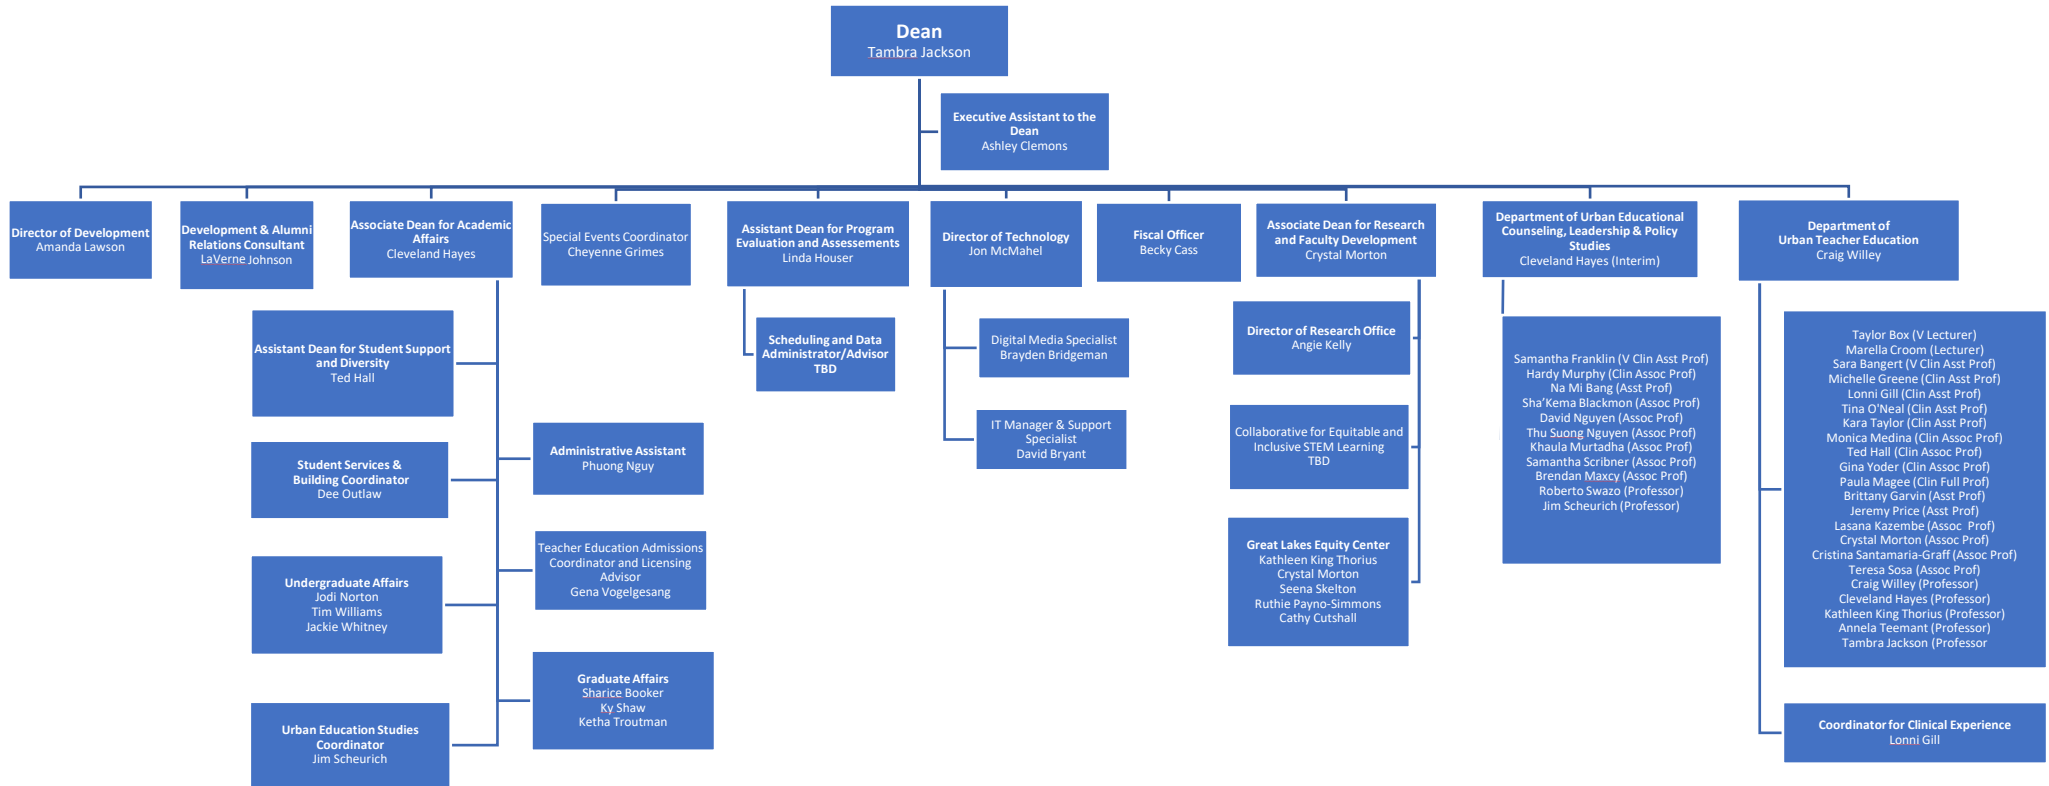 Dean
Tambra Jackson
Executive Assistant to the
Dean
Ashley Clemons
Director of Development
Amanda Lawson
Development & Alumni
Relations Consultant
LaVerne Johnson
Associate Dean for Academic
Affairs
Cleveland Hayes
Special Events Coordinator
Cheyenne Grimes
Assistant Dean for Program
Evaluation and Assessements
Linda Houser
Director of Technology
Jon McMahel
Fiscal Officer
Becky Cass
Associate Dean for Research
and Faculty Development
Crystal Morton
Department of Urban Educational
Counseling, Leadership & Policy
Studies
Cleveland Hayes (Interim)
Department of
Urban Teacher Education
Craig Willey
Assistant Dean for Student Support
and Diversity
Ted Hall
Student Services &
Building Coordinator
Dee Outlaw
Undergraduate Affairs
Jodi Norton
Tim Williams
Jackie Whitney
Urban Education Studies
Coordinator
Jim Scheurich
Administrative Assistant
Phuong Nguy
Teacher Education Admissions
Coordinator and Licensing
Advisor
Gena Vogelgesang
Graduate Affairs
Sharice Booker
Ky Shaw
Ketha Troutman
Scheduling and Data
Administrator/Advisor
TBD
Digital Media Specialist
Brayden Bridgeman
IT Manager & Support
Specialist
David Bryant
Director of Research Office
Angie Kelly
Collaborative for Equitable and
Inclusive STEM Learning
TBD
Great Lakes Equity Center
Kathleen King Thorius
Crystal Morton
Seena Skelton
Ruthie Payno-Simmons
Cathy Cutshall
Samantha Franklin (V Clin Asst Prof)
Hardy Murphy (Clin Assoc Prof)
Na Mi Bang (Asst Prof)
Sha’Kema Blackmon (Assoc Prof)
David Nguyen (Assoc Prof)
Thu Suong Nguyen (Assoc Prof)
Khaula Murtadha (Assoc Prof)
Samantha Scribner (Assoc Prof)
Brendan Maxcy (Assoc Prof)
Roberto Swazo (Professor)
Jim Scheurich (Professor)
Taylor Box (V Lecturer)
Marella Croom (Lecturer)
Sara Bangert (V Clin Asst Prof)
Michelle Greene (Clin Asst Prof)
Lonni Gill (Clin Asst Prof)
Tina O'Neal (Clin Asst Prof)
Kara Taylor (Clin Asst Prof)
Monica Medina (Clin Assoc Prof)
Ted Hall (Clin Assoc Prof)
Gina Yoder (Clin Assoc Prof)
Paula Magee (Clin Full Prof)
Brittany Garvin (Asst Prof)
Jeremy Price (Asst Prof)
Lasana Kazembe (Assoc  Prof)
Crystal Morton (Assoc Prof)
Cristina Santamaria-Graff (Assoc Prof)
Teresa Sosa (Assoc Prof)
Craig Willey (Professor)
Cleveland Hayes (Professor)
Kathleen King Thorius (Professor)
Annela Teemant (Professor)
Tambra Jackson (Professor
Coordinator for Clinical Experience
Lonni Gill